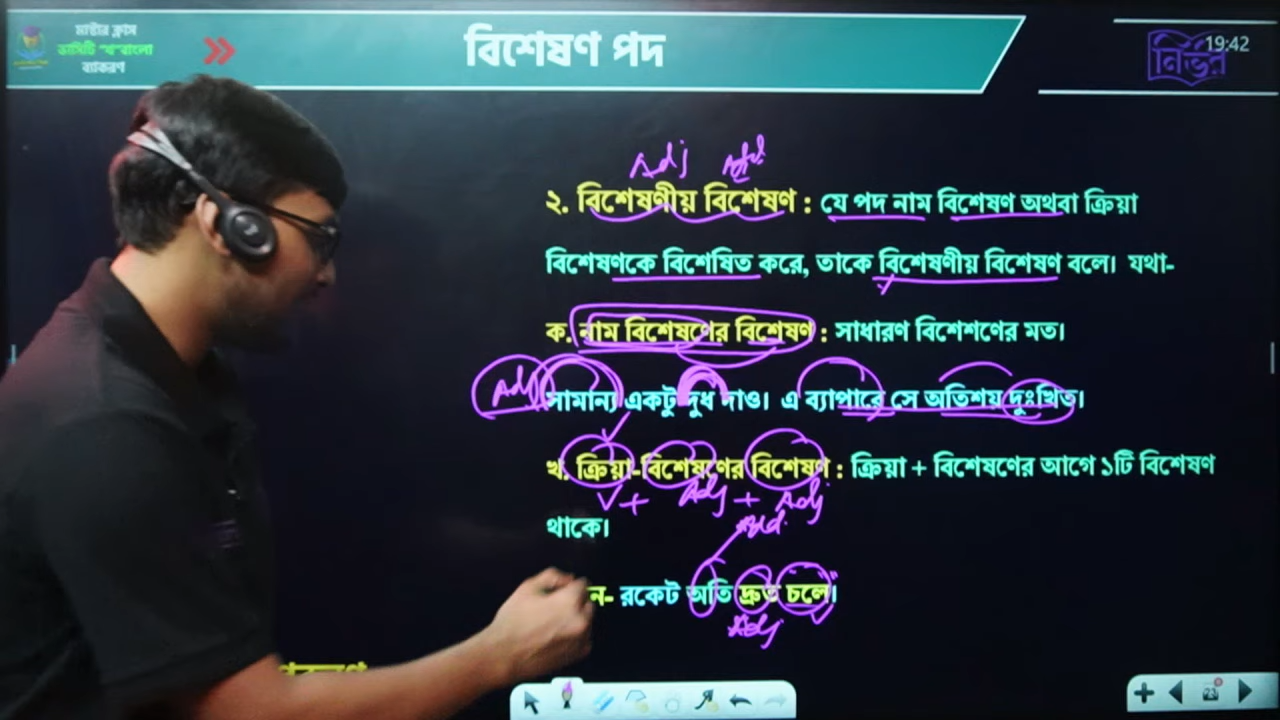 মাস্টার ক্লাস
ভার্সিটি "খ" বাংলা
ব্যাকরণ
বিশেষণ পদ
19:42
নির্ভর
Adj
২. বিশেষণীয় বিশেষণ : যে পদ নাম বিশেষণ অথবা ক্রিয়া
বিশেষণকে বিশেষিত করে, তাকে বিশেষণীয় বিশেষণ বলে। যথা-
ক. নাম বিশেষণের বিশেষণ : সাধারণ বিশেশণের মত।
Adj সামান্য একটু দুধ দাও। এ ব্যাপারে সে অতিশয় দুঃখিত।
খ. ক্রিয়া-বিশেষণের বিশেষণ : ক্রিয়া + বিশেষণের আগে ১টি বিশেষণ
V + Adj + Adj
থাকে।
ন- রকেট অতি দ্রুত চলে।
Adj
23